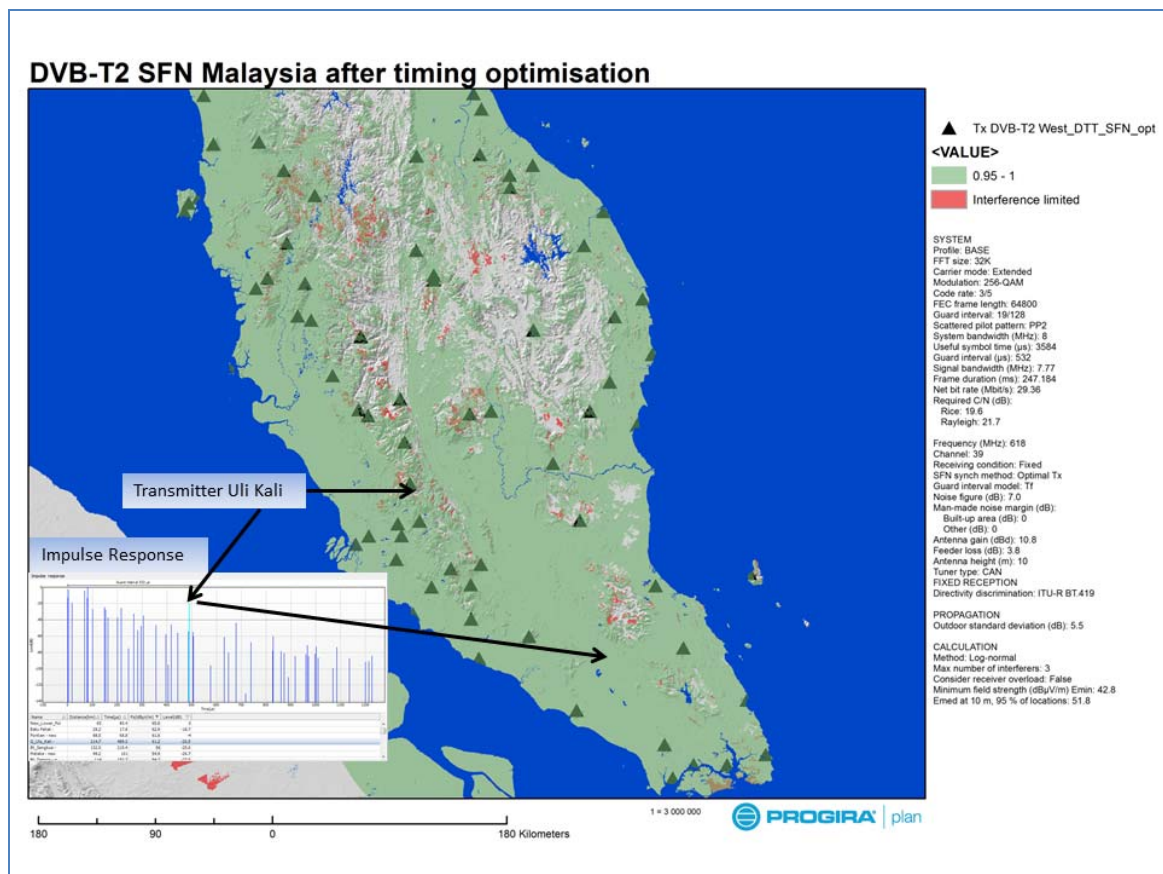 DVB-T2 SFN Malaysia after timing optimisation
Tx DVB-T2 West_DTT_SFN_opt
<VALUE>
0.95 - 1
Interference limited
SYSTEM
Profile: BASE
FFT size: 32K
Carrier mode: Extended
Modulation: 256-QAM
Code rate: 3/5
FEC frame length: 64800
Guard interval: 19/128
Scattered pilot pattern: PP2
System bandwidth (MHz): 8
Useful symbol time (µs): 3584
Guard interval (µs): 532
Signal bandwidth (MHz): 7.77
Frame duration (ms): 247.184
Net bit rate (Mbit/s): 29.36
Required C/N (dB):
Rice: 19.6
Rayleigh: 21.7
Frequency (MHz): 618
Channel: 39
Receiving condition: Fixed
SFN synch method: Optimal Tx
Guard interval model: Tf
Noise figure (dB): 7.0
Man-made noise margin (dB):
Built-up area (dB): 0
Other (dB): 0
Antenna gain (dBd): 10.8
Feeder loss (dB): 3.8
Antenna height (m): 10
Tuner type: CAN
FIXED RECEPTION
Directivity discrimination: ITU-R BT.419
PROPAGATION
Outdoor standard deviation (dB): 5.5
CALCULATION
Method: Log-normal
Max number of interferers: 3
Consider receiver overload: False
Minimum field strength (dBµV/m) Emin: 42.8
Emed at 10 m, 95 % of locations: 51.8
Transmitter Uli Kali
Impulse Response
Impulse response
1 = 3 000 000
PROGIRA plan
180 90 0 180 Kilometers